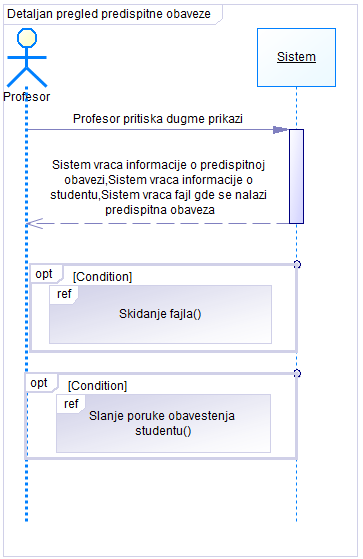 Detaljan pregled predispitne obaveze
Profesor
Sistem
Profesor pritiska dugme prikazi
Sistem vraca informacije o predispitnoj
obavezi,Sistem vraca informacije o
studentu,Sistem vraca fajl gde se nalazi
predispitna obaveza
opt [Condition]
ref
Skidanje fajla()
opt [Condition]
ref
Slanje poruke obavestenja
studentu()